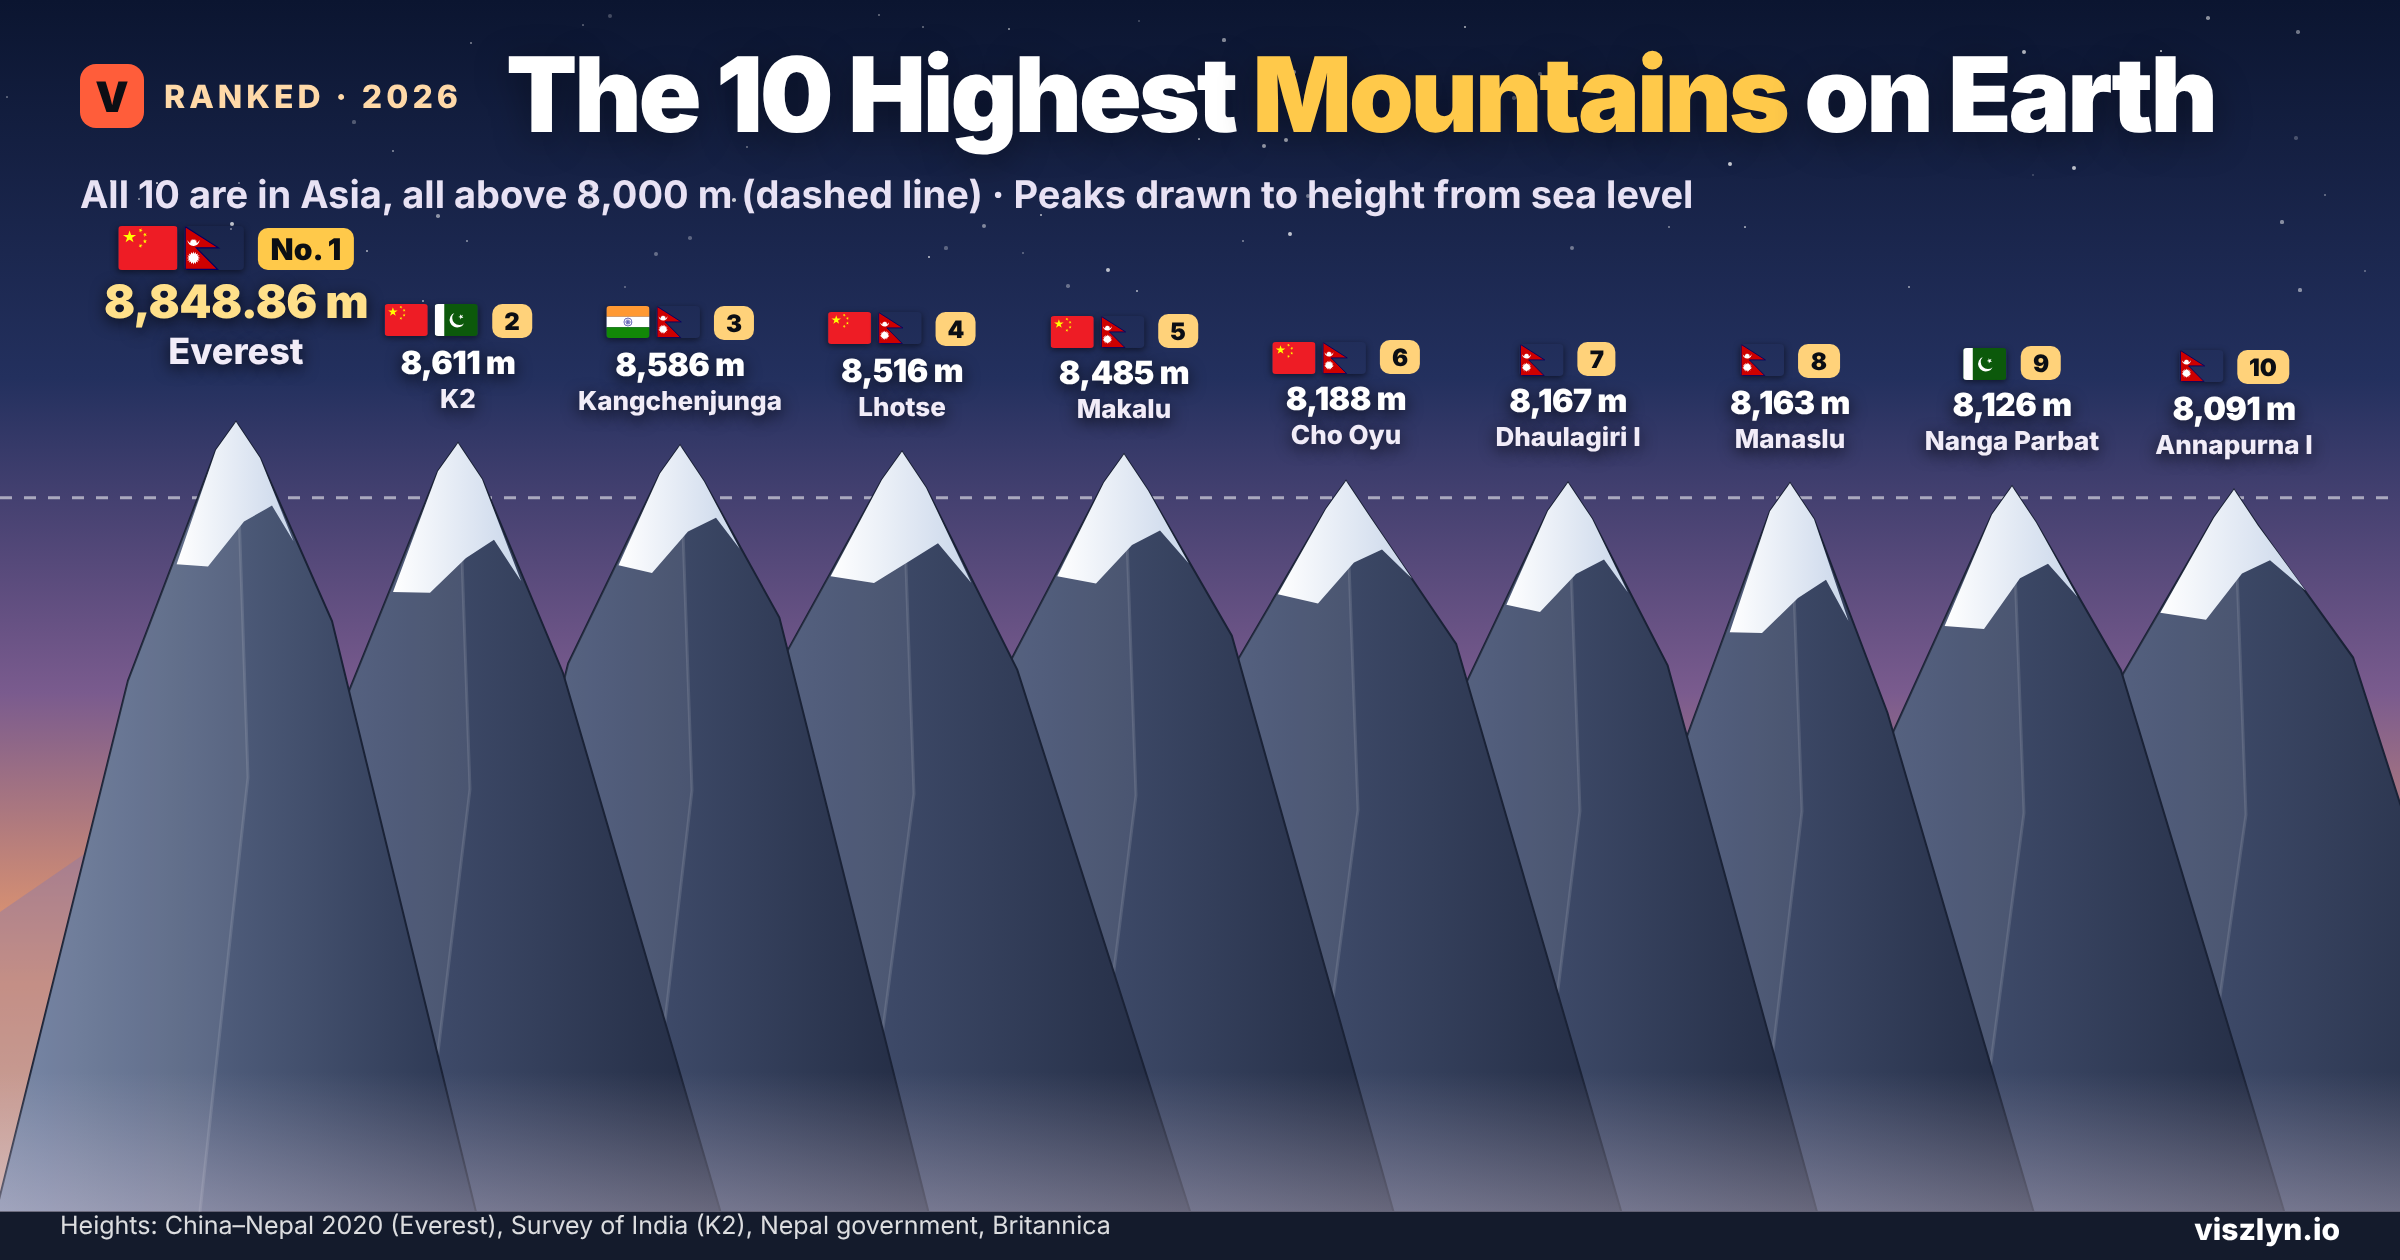 V RANKED · 2026
The 10 Highest Mountains on Earth
All 10 are in Asia, all above 8,000 m (dashed line) · Peaks drawn to height from sea level
No. 1
8,848.86 m
Everest
2
8,611 m
K2
3
8,586 m
Kangchenjunga
4
8,516 m
Lhotse
5
8,485 m
Makalu
6
8,188 m
Cho Oyu
7
8,167 m
Dhaulagiri I
8
8,163 m
Manaslu
9
8,126 m
Nanga Parbat
10
8,091 m
Annapurna I
Heights: China–Nepal 2020 (Everest), Survey of India (K2), Nepal government, Britannica
viszlyn.io